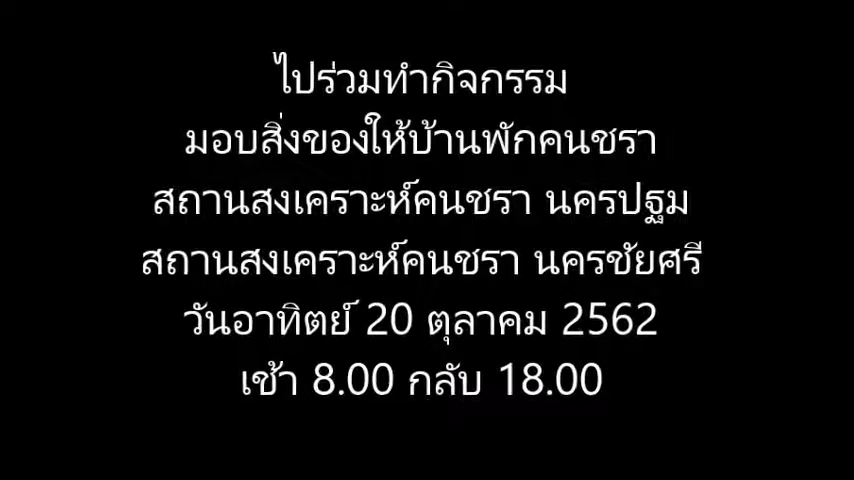 ไปร่วมทำกิจกรรม
มอบสิ่งของให้บ้านพักคนชรา
สถานสงเคราะห์คนชรา นครปฐม
สถานสงเคราะห์คนชรา นครชัยศรี
วันอาทิตย์ 20 ตุลาคม 2562
เช้า 8.00 กลับ 18.00